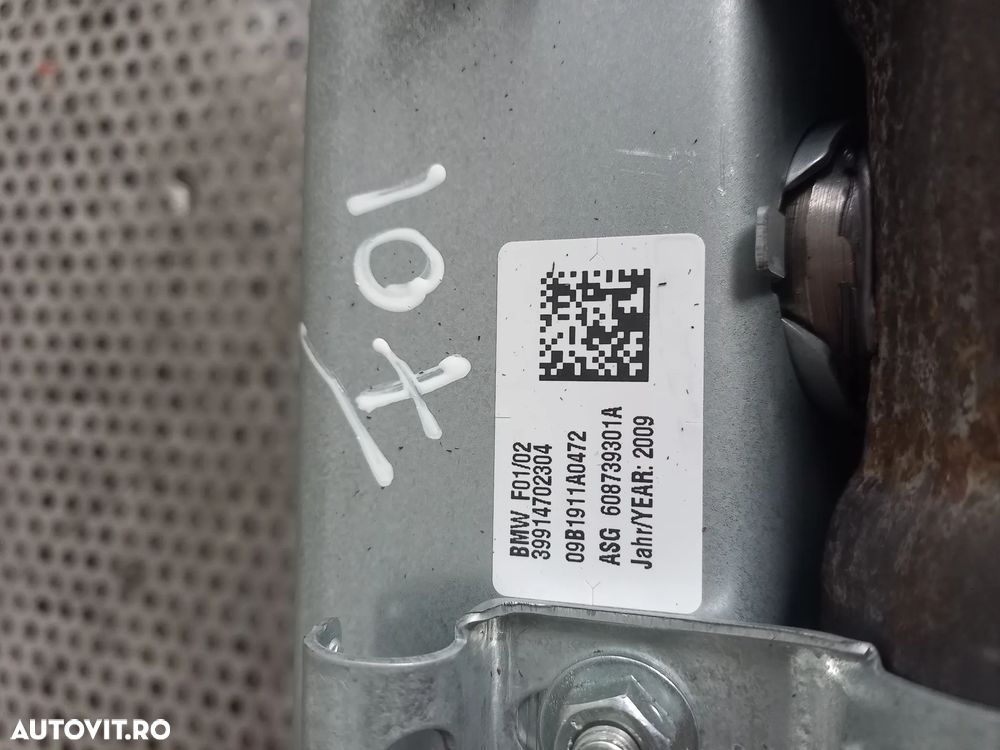 F01
BMW F01/02
39914702304
09B1911A0472
ASG 608739301A
Jahr/YEAR: 2009
AUTOVIT.RO